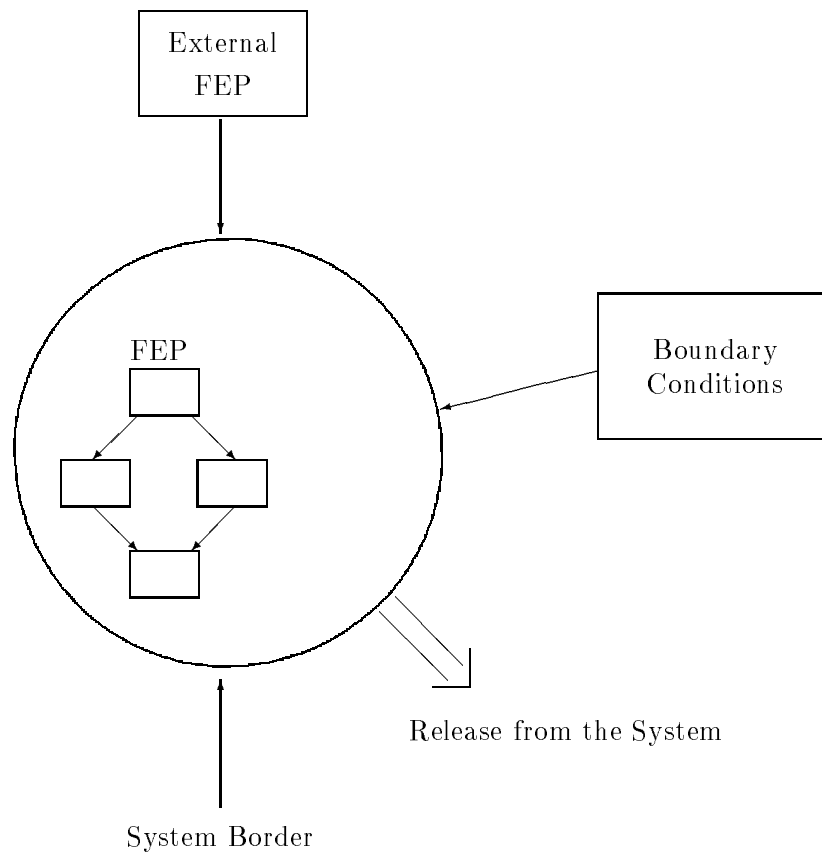 External
FEP
FEP
Boundary
Conditions
Release from the System
System Border